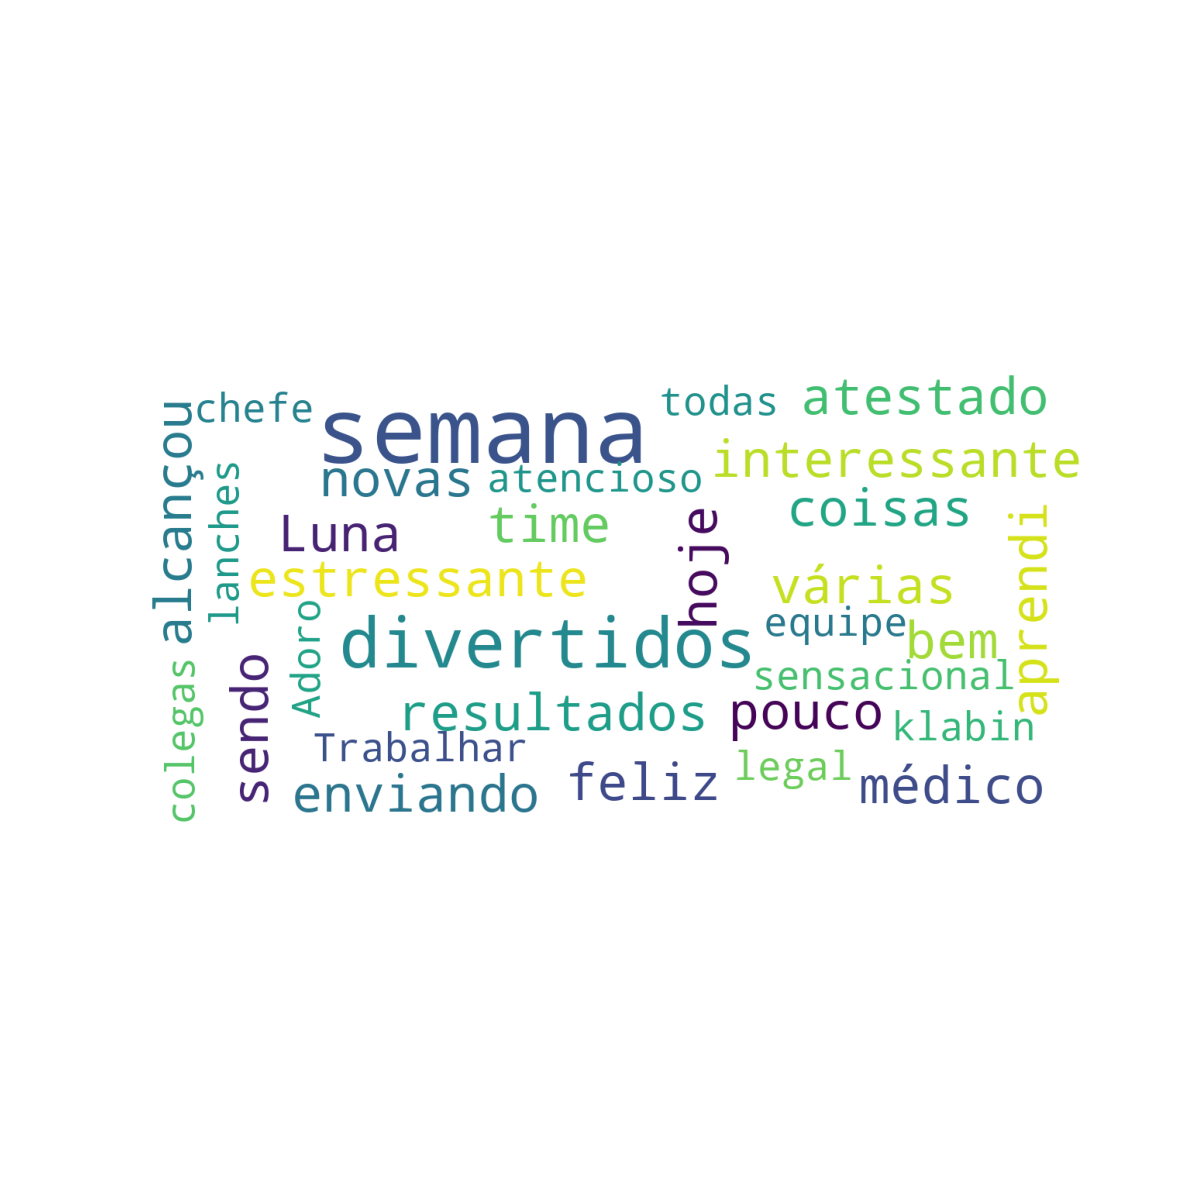 chefe
semana
todas
atestado
alcançou
lanches
novas
atencioso
interessante
Luna
time
hoje
coisas
estressante
várias
aprendi
Adoro
divertidos
equipe
bem
colegas
sendo
resultados
sensacional
pouco
klabin
Trabalhar
enviando
feliz
legal
médico